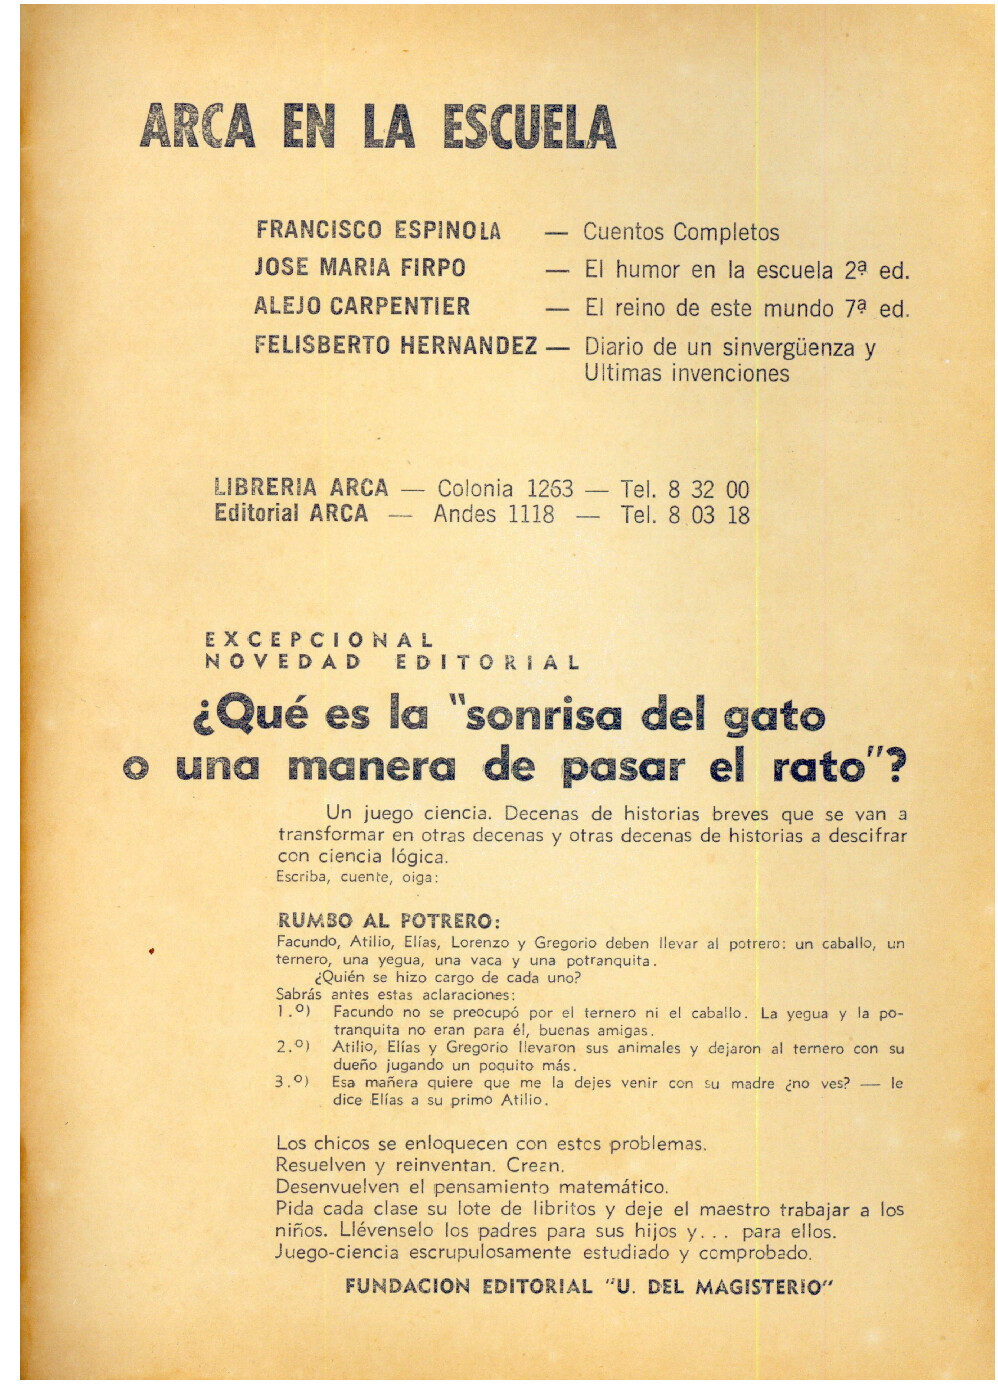 ARCA EN LA ESCUELA
FRANCISCO ESPINOLA — Cuentos Completos
JOSE MARIA FIRPO — El humor en la escuela 2ª ed.
ALEJO CARPENTIER — El reino de este mundo 7ª ed.
FELISBERTO HERNANDEZ — Diario de un sinvergüenza y
Ultimas invenciones
LIBRERIA ARCA — Colonia 1263 — Tel. 8 32 00
Editorial ARCA — Andes 1118 — Tel. 8 03 18
EXCEPCIONAL
NOVEDAD EDITORIAL
¿Qué es la "sonrisa del gato
o una manera de pasar el rato"?
Un juego ciencia. Decenas de historias breves que se van a
transformar en otras decenas y otras decenas de historias a descifrar
con ciencia lógica.
Escriba, cuente, oiga:
RUMBO AL POTRERO:
Facundo, Atilio, Elías, Lorenzo y Gregorio deben llevar al potrero: un caballo, un
ternero, una yegua, una vaca y una potranquita.
¿Quién se hizo cargo de cada uno?
Sabrás antes estas aclaraciones:
1.º) Facundo no se preocupó por el ternero ni el caballo. La yegua y la po-
tranquita no eran para él, buenas amigas.
2.º) Atilio, Elías y Gregorio llevaron sus animales y dejaron al ternero con su
dueño jugando un poquito más.
3.º) Esa mañera quiere que me la dejes venir con su madre ¿no ves? — le
dice Elías a su primo Atilio.
Los chicos se enloquecen con estos problemas.
Resuelven y reinventan. Crean.
Desenvuelven el pensamiento matemático.
Pida cada clase su lote de libritos y deje el maestro trabajar a los
niños. Llévenselo los padres para sus hijos y... para ellos.
Juego-ciencia escrupulosamente estudiado y comprobado.
FUNDACION EDITORIAL "U. DEL MAGISTERIO"